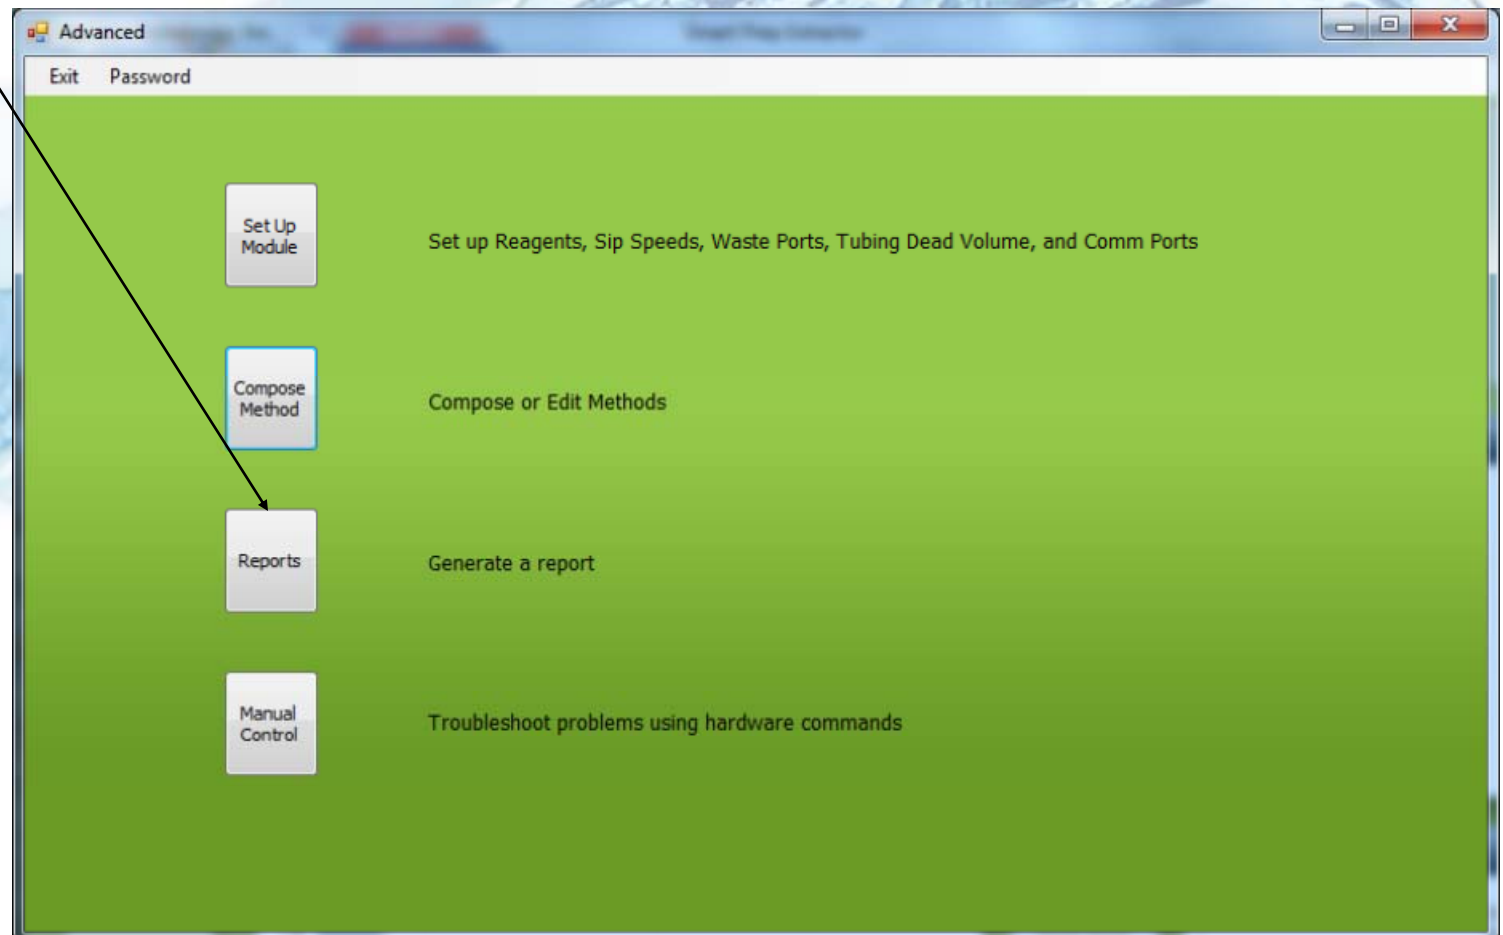 Advanced
Exit Password
Set Up
Module
Set up Reagents, Sip Speeds, Waste Ports, Tubing Dead Volume, and Comm Ports
Compose
Method
Compose or Edit Methods
Reports
Generate a report
Manual
Control
Troubleshoot problems using hardware commands